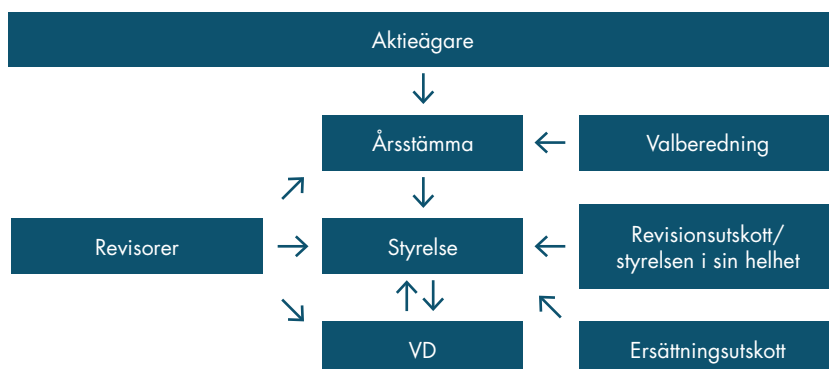 Aktieägare
Årsstämma
Valberedning
Revisorer
Styrelse
Revisionsutskott/
styrelsen i sin helhet
VD
Ersättningsutskott